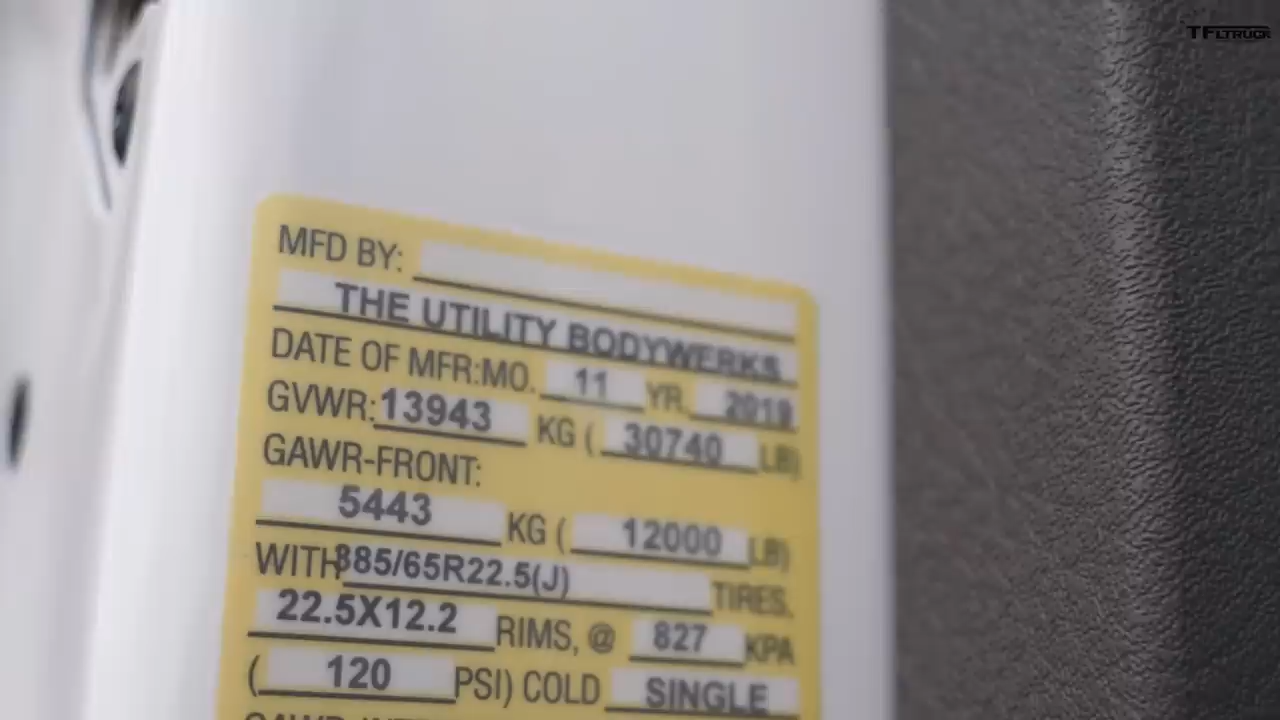 TFLTRUCK
MFD BY:
THE UTILITY BODYWERKS
DATE OF MFR:MO. 11 YR. 2019
GVWR:13943 KG ( 30740 LB)
GAWR-FRONT:
5443 KG ( 12000 LB)
WITH 385/65R22.5(J) TIRES,
22.5X12.2 RIMS, @ 827 KPA
( 120 PSI) COLD SINGLE